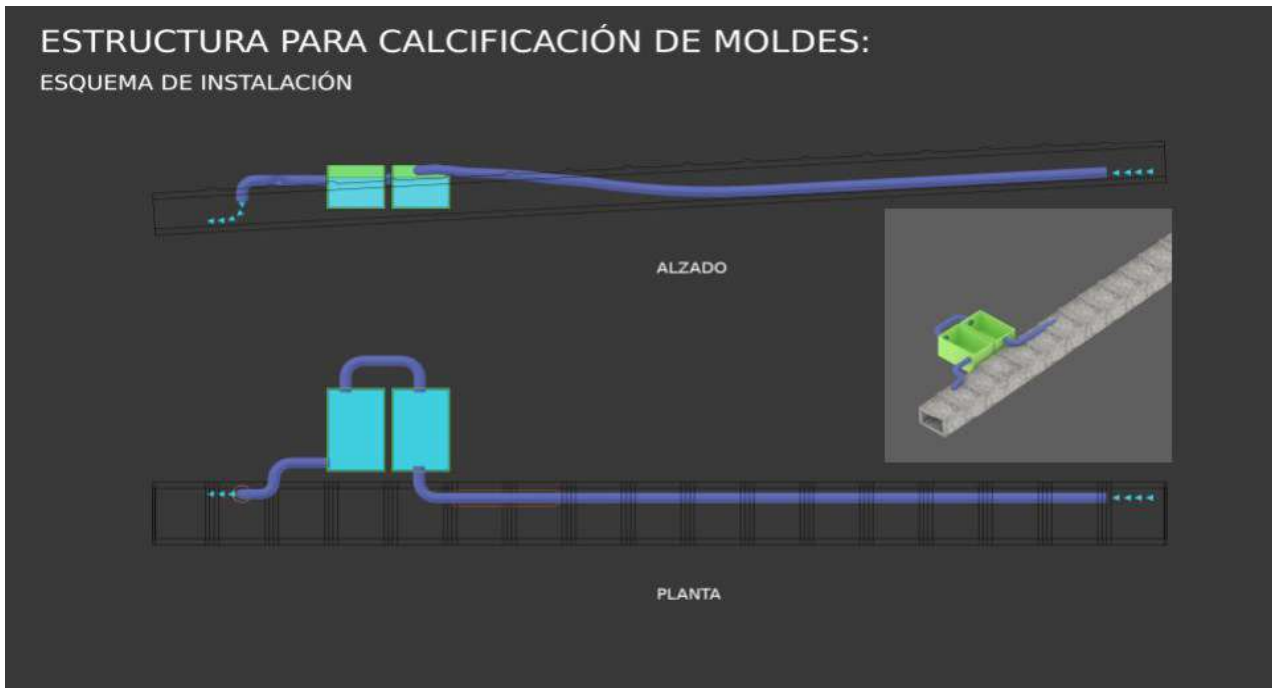 ESTRUCTURA PARA CALCIFICACIÓN DE MOLDES:
ESQUEMA DE INSTALACIÓN
ALZADO
PLANTA